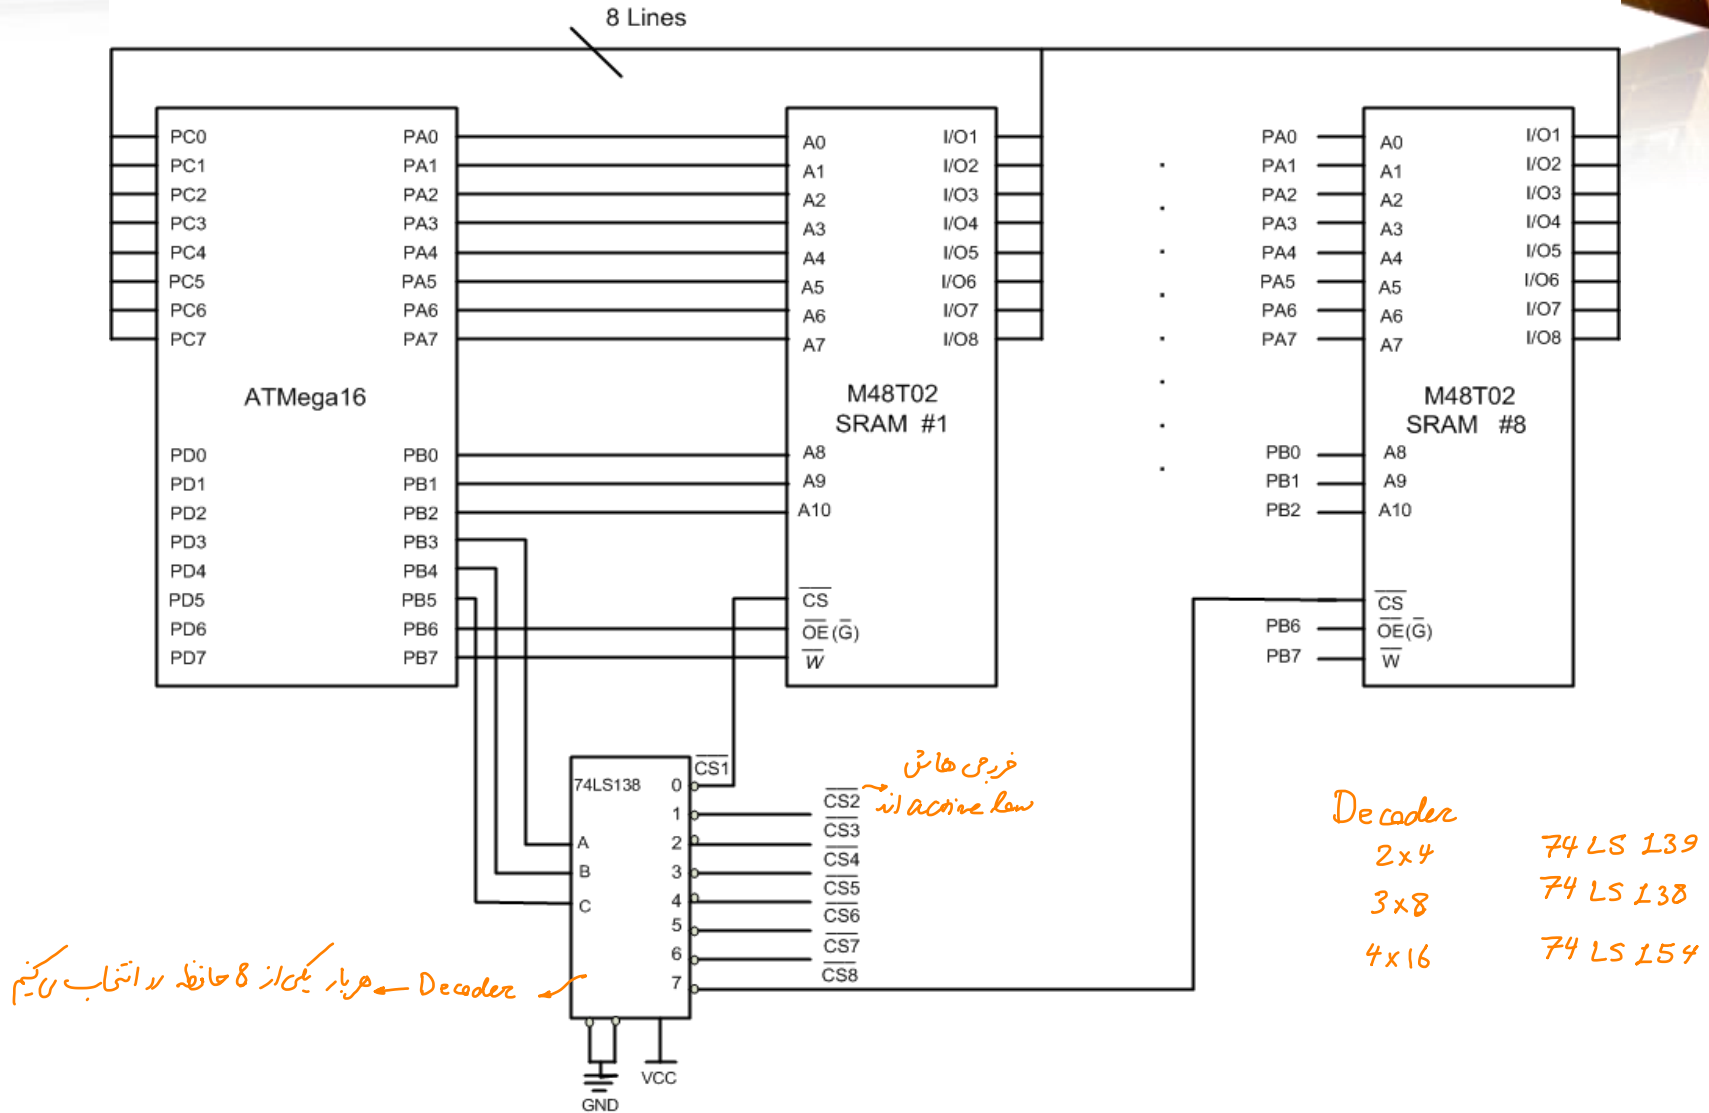 8 Lines
PC0
PC1
PC2
PC3
PC4
PC5
PC6
PC7
PA0
PA1
PA2
PA3
PA4
PA5
PA6
PA7
ATMega16
PD0
PD1
PD2
PD3
PD4
PD5
PD6
PD7
PB0
PB1
PB2
PB3
PB4
PB5
PB6
PB7
A0
A1
A2
A3
A4
A5
A6
A7
I/O1
I/O2
I/O3
I/O4
I/O5
I/O6
I/O7
I/O8
M48T02
SRAM #1
A8
A9
A10
CS
OE(G)
W
PA0
PA1
PA2
PA3
PA4
PA5
PA6
PA7
PB0
PB1
PB2
PB6
PB7
A0
A1
A2
A3
A4
A5
A6
A7
I/O1
I/O2
I/O3
I/O4
I/O5
I/O6
I/O7
I/O8
M48T02
SRAM #8
A8
A9
A10
CS
OE(G)
W
74LS138
A
B
C
0
1
2
3
4
5
6
7
CS1
CS2
CS3
CS4
CS5
CS6
CS7
CS8
GND
VCC
خروجی هاش
active low اند
Decoder ← هربار یکی از 8 حافظه رو انتخاب می کنیم
Decoder
2x4 74 LS 139
3x8 74 LS 138
4x16 74 LS 154